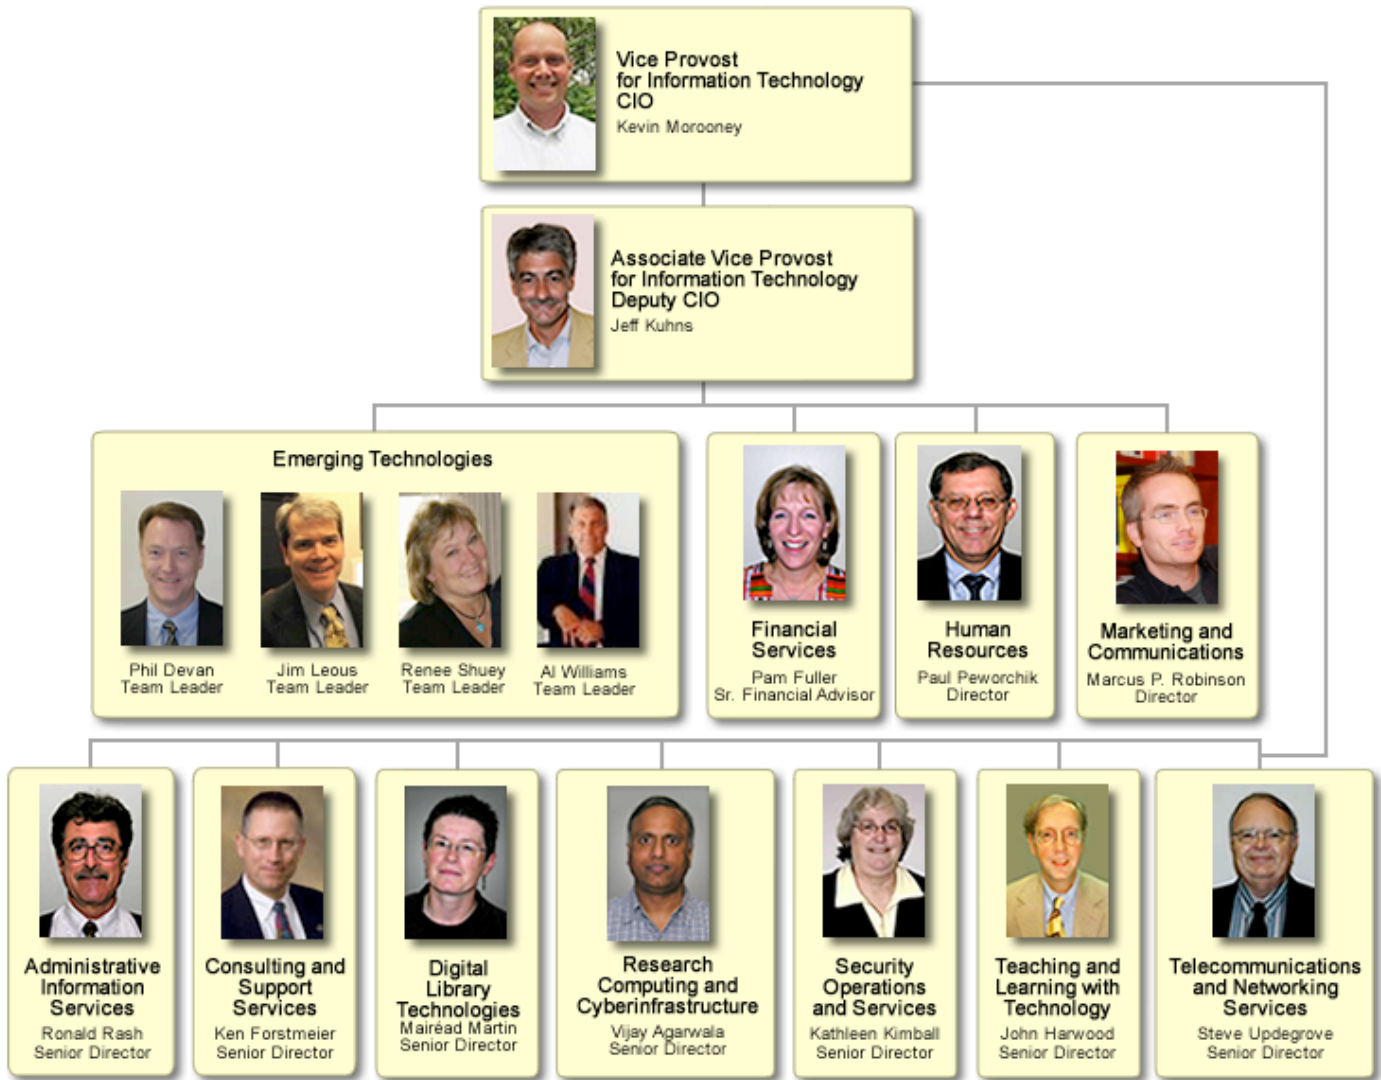 Vice Provost
for Information Technology
CIO
Kevin Morooney
Associate Vice Provost
for Information Technology
Deputy CIO
Jeff Kuhns
Emerging Technologies
Phil Devan
Team Leader
Jim Leous
Team Leader
Renee Shuey
Team Leader
Al Williams
Team Leader
Financial
Services
Pam Fuller
Sr. Financial Advisor
Human
Resources
Paul Peworchik
Director
Marketing and
Communications
Marcus P. Robinson
Director
Administrative
Information
Services
Ronald Rash
Senior Director
Consulting and
Support
Services
Ken Forstmeier
Senior Director
Digital
Library
Technologies
Mairéad Martin
Senior Director
Research
Computing and
Cyberinfrastructure
Vijay Agarwala
Senior Director
Security
Operations
and Services
Kathleen Kimball
Senior Director
Teaching and
Learning with
Technology
John Harwood
Senior Director
Telecommunications
and Networking
Services
Steve Updegrove
Senior Director